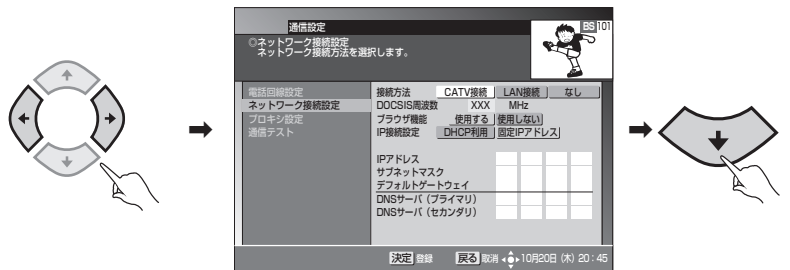 通信設定
BS 101
◎ネットワーク接続設定
ネットワーク接続方法を選択します。
電話回線設定
ネットワーク接続設定
プロキシ設定
通信テスト
接続方法 CATV接続 LAN接続 なし
DOCSIS周波数 XXX MHz
ブラウザ機能 使用する 使用しない
IP接続設定 DHCP利用 固定IPアドレス
IPアドレス
サブネットマスク
デフォルトゲートウェイ
DNSサーバ（プライマリ）
DNSサーバ（セカンダリ）
決定 登録 戻る 取消 10月20日 (木) 20:45